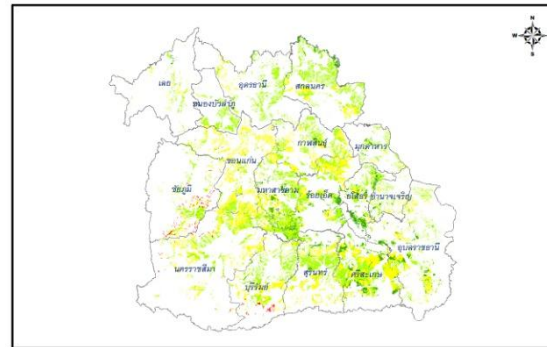 N
W E
S
เลย
อุดรธานี
สกลนคร
หนองบัวลำภู
กาฬสินธุ์
มุกดาหาร
ขอนแก่น
ชัยภูมิ
มหาสารคาม
ร้อยเอ็ด
ยโสธร
อำนาจเจริญ
อุบลราชธานี
นครราชสีมา
บุรีรัมย์
สุรินทร์
ศรีสะเกษ